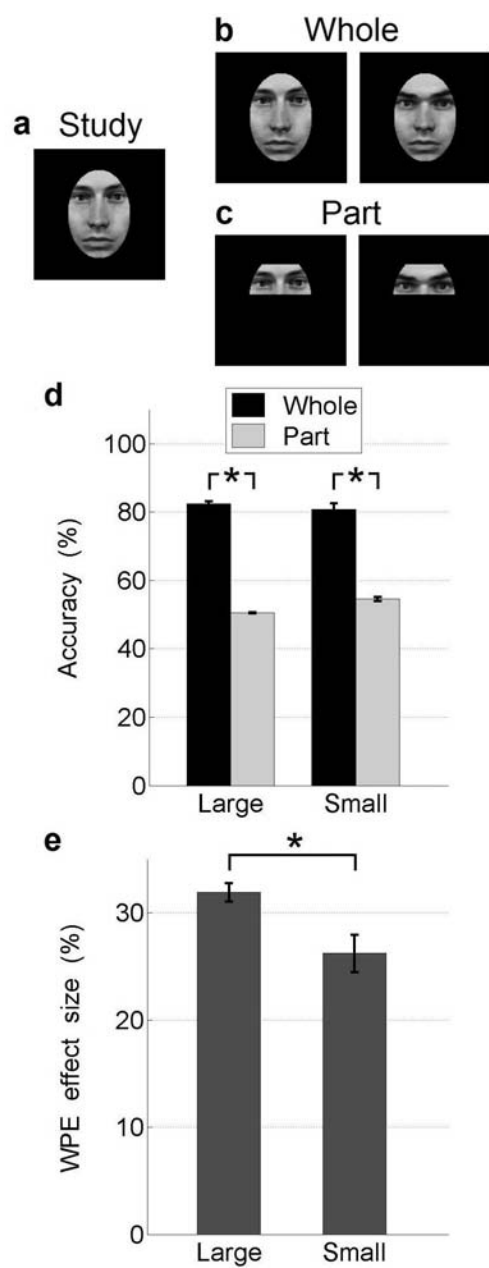 a Study
b Whole
c Part
d
Whole
Part
Accuracy (%)
100
80
60
40
20
0
*
*
Large Small
e
WPE effect size (%)
30
20
10
0
*
Large Small